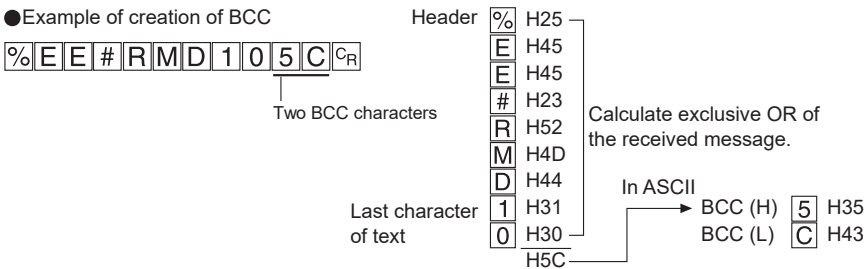 ●Example of creation of BCC
%EE#RMD105C CR
Two BCC characters
Header % H25
E H45
E H45
# H23
R H52
M H4D
D H44
Last character of text 1 H31
0 H30
H5C
Calculate exclusive OR of
the received message.
In ASCII
BCC (H) 5 H35
BCC (L) C H43